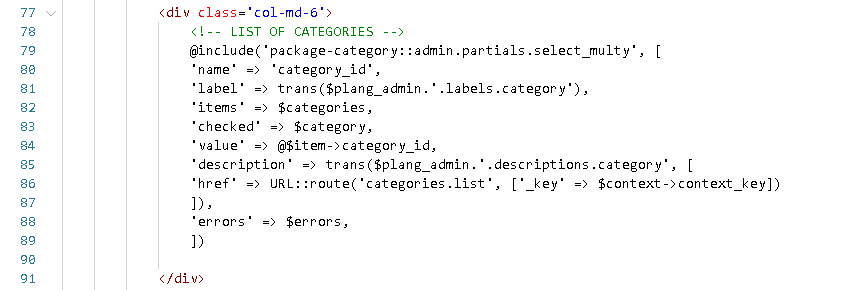 77 <div class='col-md-6'>
78 <!-- LIST OF CATEGORIES -->
79 @include('package-category::admin.partials.select_multy', [
80 'name' => 'category_id',
81 'label' => trans($plang_admin.'.labels.category'),
82 'items' => $categories,
83 'checked' => $category,
84 'value' => @$item->category_id,
85 'description' => trans($plang_admin.'.descriptions.category', [
86 'href' => URL::route('categories.list', ['_key' => $context->context_key])
87 ]),
88 'errors' => $errors,
89 ])
90
91 </div>